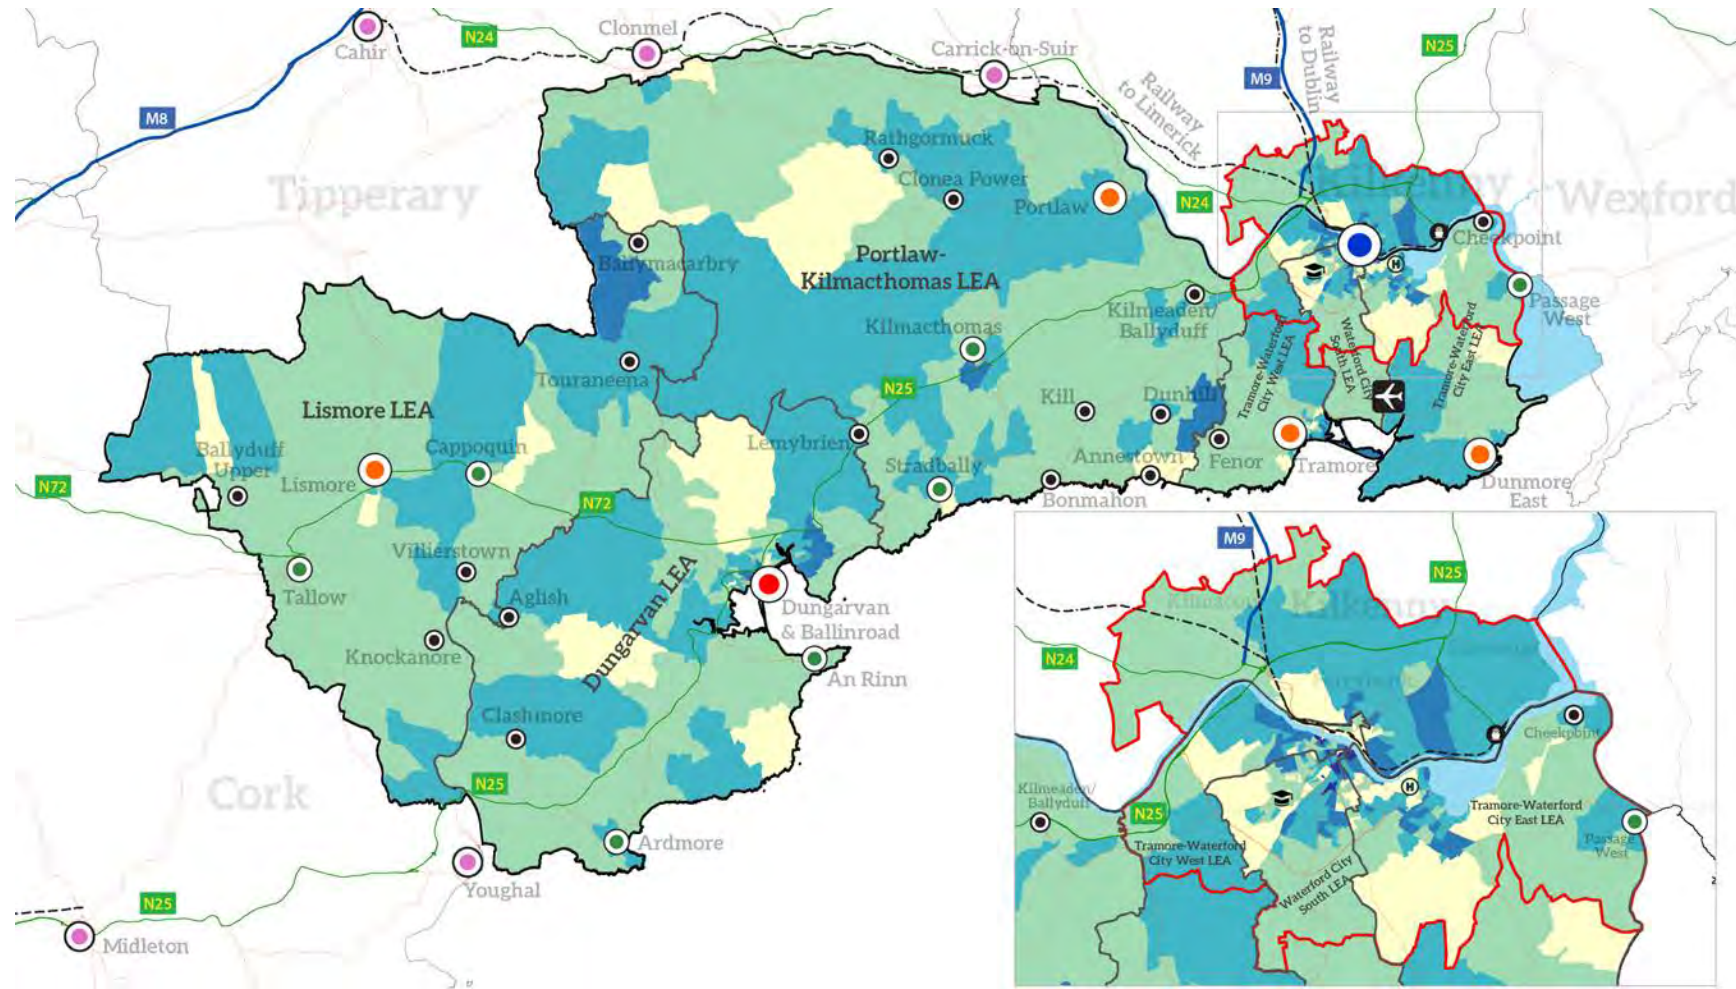 Cahir
N24
Clonmel
Carrick-on-Suir
Railway
to Limerick
M9
Railway
to Dublin
N25
M8
Tipperary
Rathgormuck
Clonea Power
Portlaw
N24
Kilkenny
Wexford
Cheekpoint
Ballymacarbry
Portlaw-
Kilmacthomas LEA
Kilmacthomas
Kilmeaden/
Ballyduff
H
Passage
West
Touraneena
N25
Tramore-Waterford
City West LEA
Waterford City
South LEA
Tramore-Waterford
City East LEA
Lismore LEA
Kill
Dunhill
Ballyduff
Upper
Cappoquin
Lemybrien
Stradbally
Annestown
Fenor
Tramore
Lismore
N72
N72
Bonmahon
Dunmore
East
Villierstown
Tallow
Aglish
Dungarvan LEA
Dungarvan
& Ballinroad
Knockanore
An Rinn
Clashmore
Cork
N25
Ardmore
Youghal
N25
Midleton
M9
N25
Kilkenny
N24
Cheekpoint
H
Kilmeaden/
Ballyduff
N25
Tramore-Waterford
City East LEA
Passage
West
Tramore-Waterford
City West LEA
Waterford City
South LEA